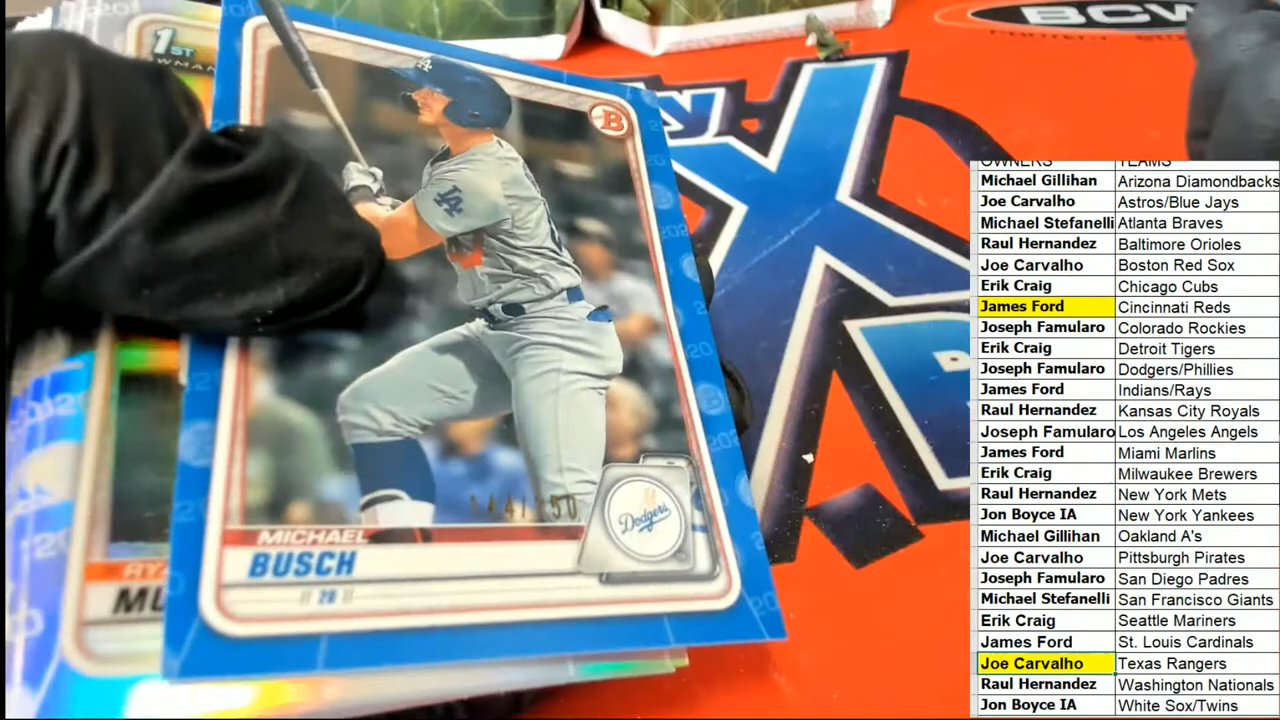 1ST
B
LA
144/150
Dodgers
MICHAEL
BUSCH
// 20 //
MU
BCW
OWNERS TEAMS
Michael Gillihan Arizona Diamondbacks
Joe Carvalho Astros/Blue Jays
Michael Stefanelli Atlanta Braves
Raul Hernandez Baltimore Orioles
Joe Carvalho Boston Red Sox
Erik Craig Chicago Cubs
James Ford Cincinnati Reds
Joseph Famularo Colorado Rockies
Erik Craig Detroit Tigers
Joseph Famularo Dodgers/Phillies
James Ford Indians/Rays
Raul Hernandez Kansas City Royals
Joseph Famularo Los Angeles Angels
James Ford Miami Marlins
Erik Craig Milwaukee Brewers
Raul Hernandez New York Mets
Jon Boyce IA New York Yankees
Michael Gillihan Oakland A's
Joe Carvalho Pittsburgh Pirates
Joseph Famularo San Diego Padres
Michael Stefanelli San Francisco Giants
Erik Craig Seattle Mariners
James Ford St. Louis Cardinals
Joe Carvalho Texas Rangers
Raul Hernandez Washington Nationals
Jon Boyce IA White Sox/Twins